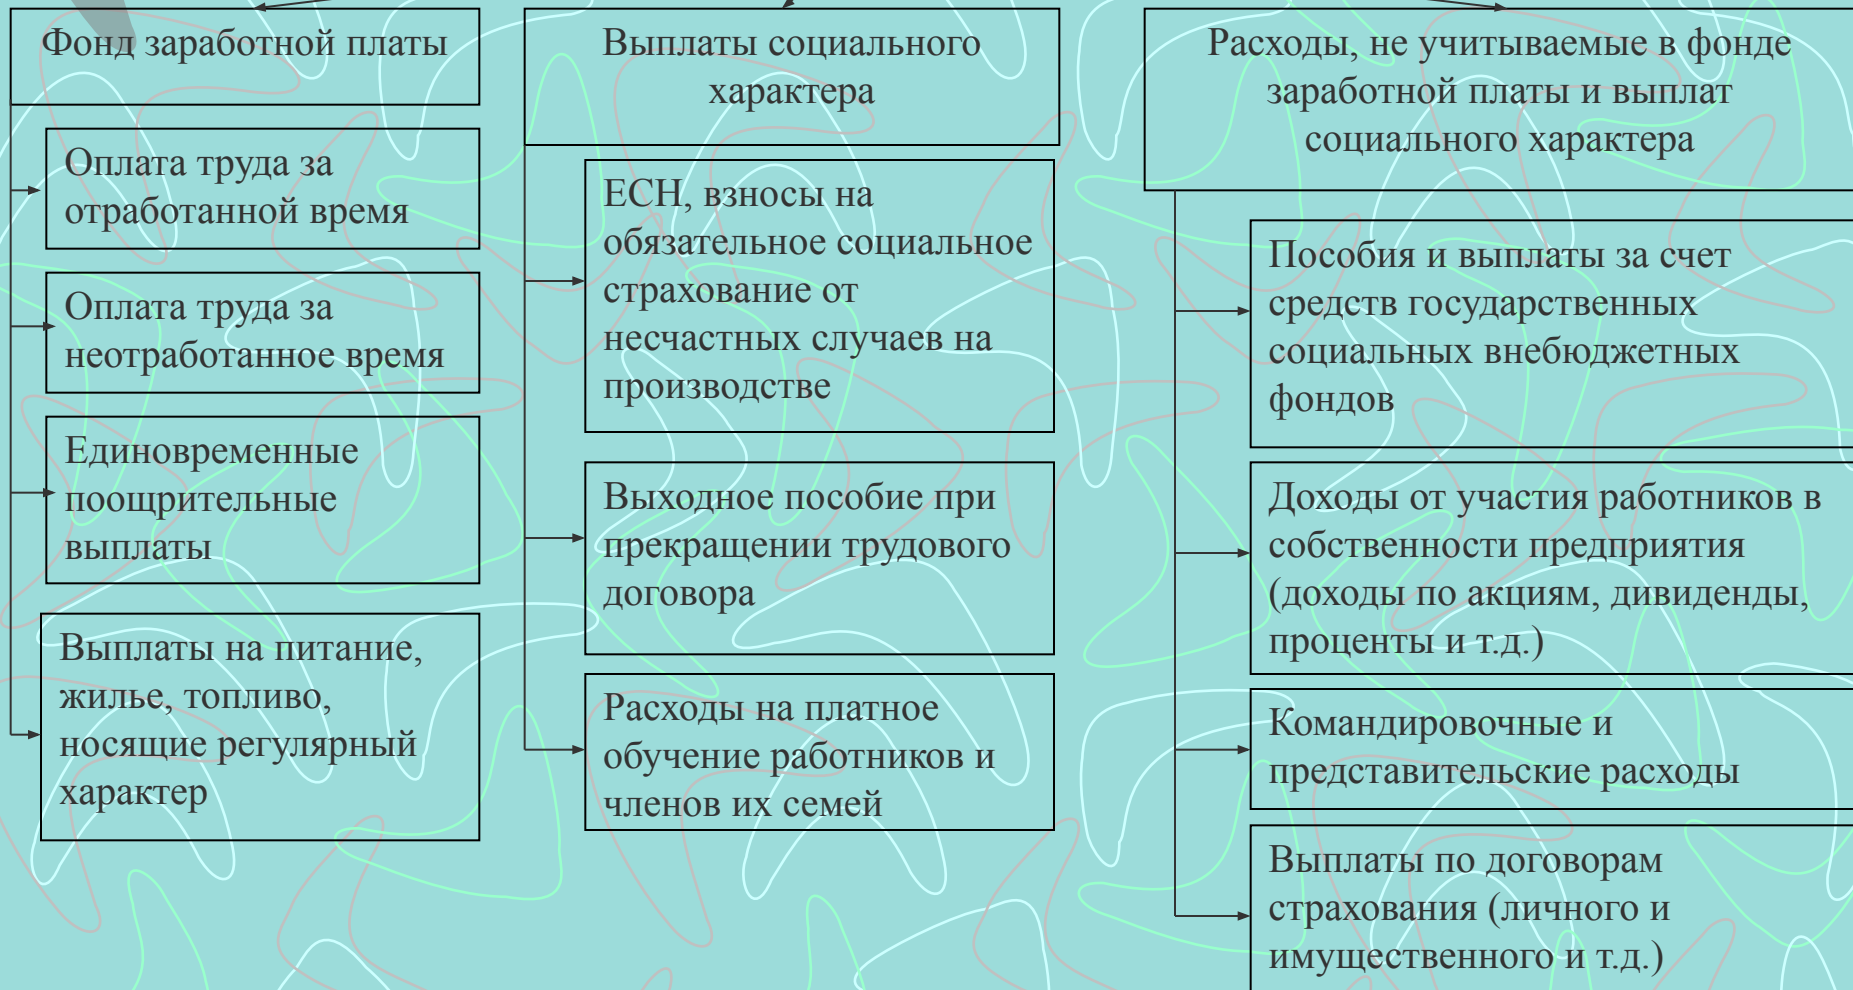 Фонд заработной платы
Оплата труда за
отработанной время
Оплата труда за
неотработанное время
Единовременные
поощрительные
выплаты
Выплаты на питание,
жилье, топливо,
носящие регулярный
характер
Выплаты социального
характера
ЕСН, взносы на
обязательное социальное
страхование от
несчастных случаев на
производстве
Выходное пособие при
прекращении трудового
договора
Расходы на платное
обучение работников и
членов их семей
Расходы, не учитываемые в фонде
заработной платы и выплат
социального характера
Пособия и выплаты за счет
средств государственных
социальных внебюджетных
фондов
Доходы от участия работников в
собственности предприятия
(доходы по акциям, дивиденды,
проценты и т.д.)
Командировочные и
представительские расходы
Выплаты по договорам
страхования (личного и
имущественного и т.д.)